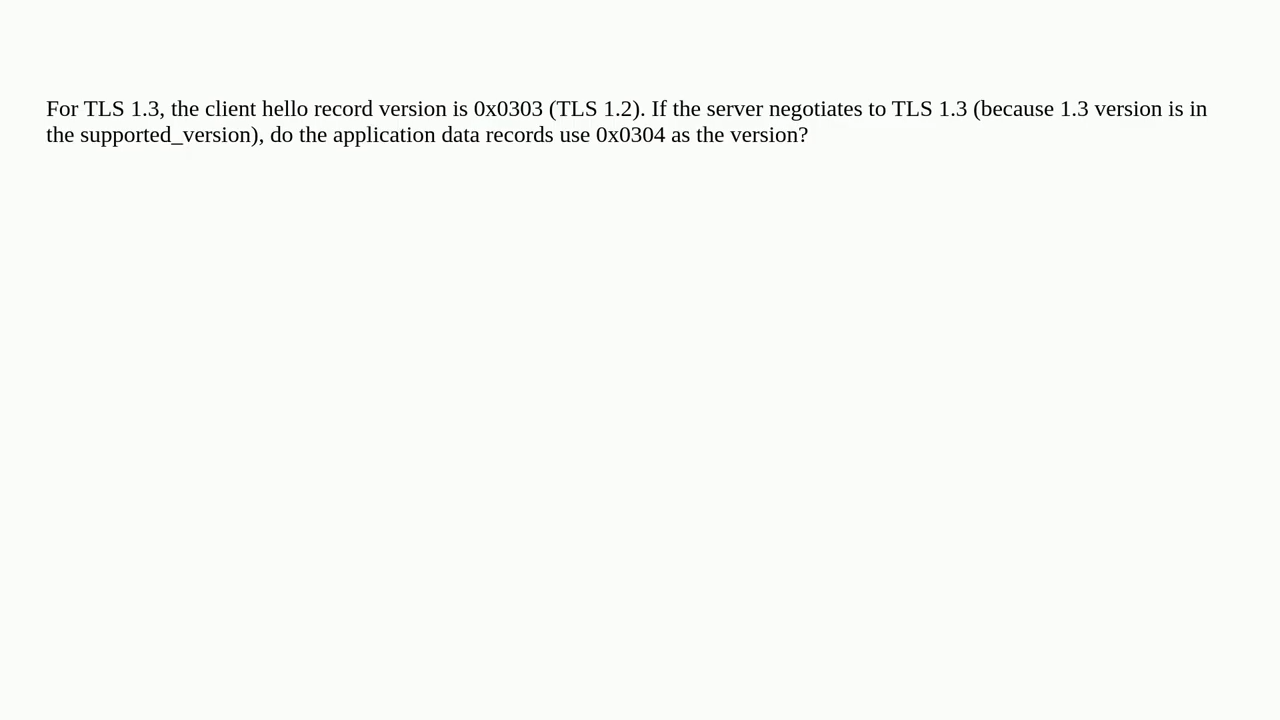 For TLS 1.3, the client hello record version is 0x0303 (TLS 1.2). If the server negotiates to TLS 1.3 (because 1.3 version is in
the supported_version), do the application data records use 0x0304 as the version?